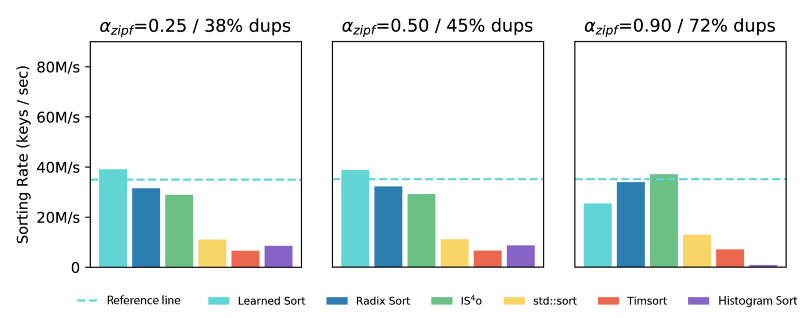 α_zipf=0.25 / 38% dups
α_zipf=0.50 / 45% dups
α_zipf=0.90 / 72% dups
Sorting Rate (keys / sec)
80M/s
60M/s
40M/s
20M/s
0
Reference line
Learned Sort
Radix Sort
IS⁴o
std::sort
Timsort
Histogram Sort